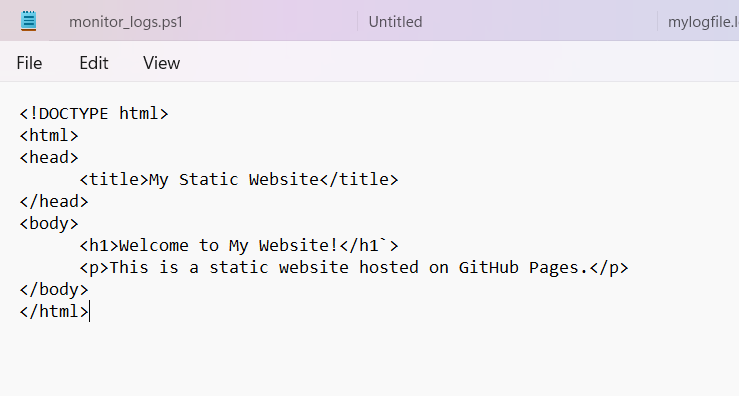 monitor_logs.ps1
Untitled
mylogfile.l
File
Edit
View
<!DOCTYPE html>
<html>
<head>
<title>My Static Website</title>
</head>
<body>
<h1>Welcome to My Website!</h1`>
<p>This is a static website hosted on GitHub Pages.</p>
</body>
</html>